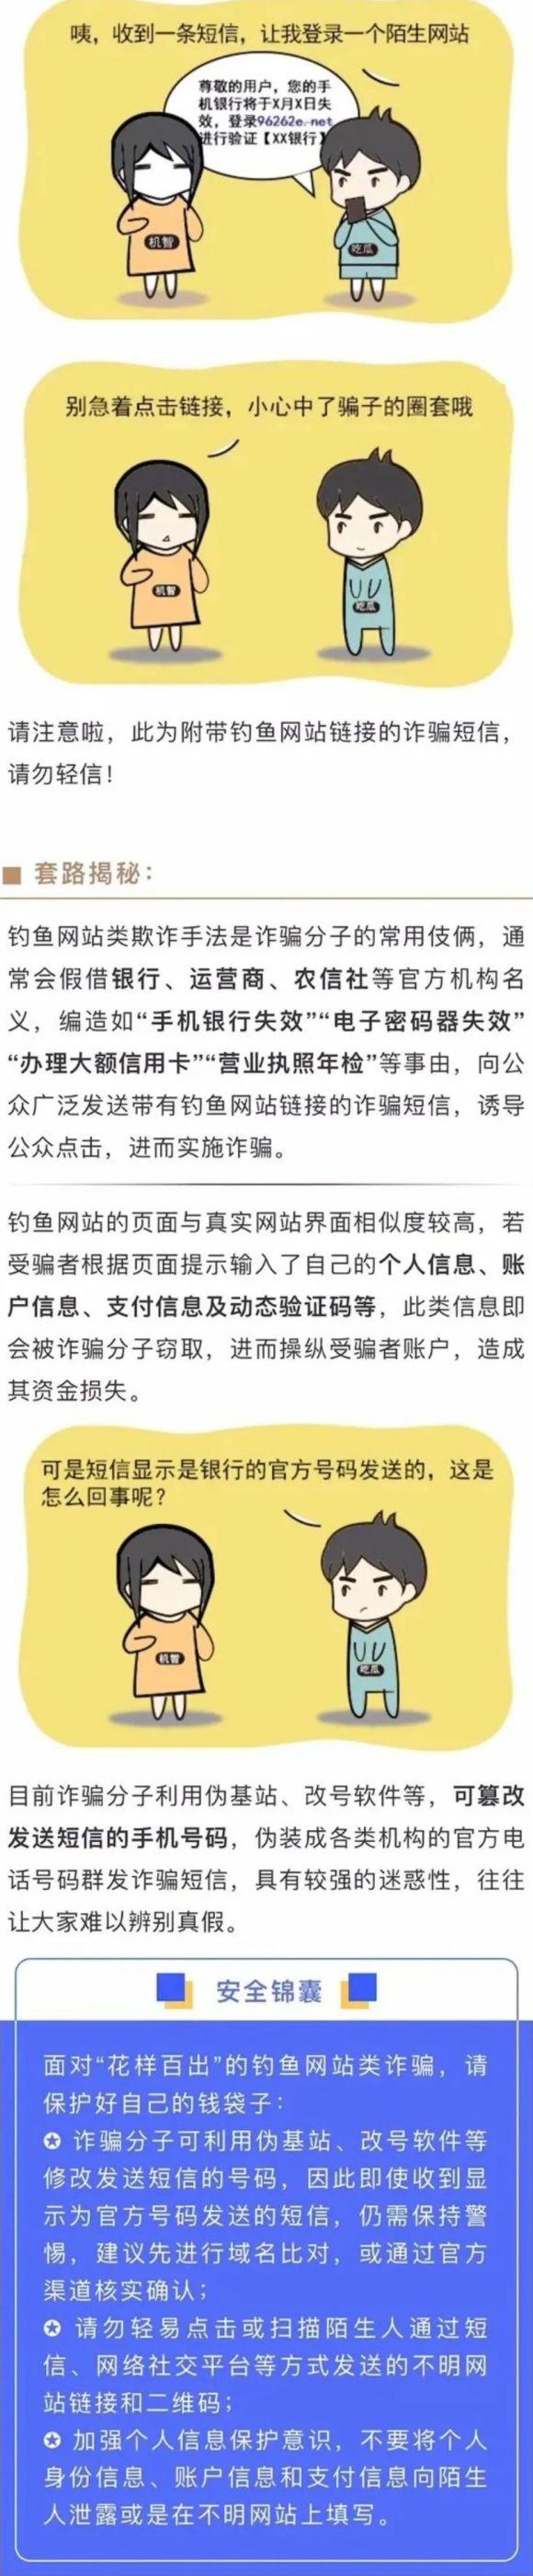 咦，收到一条短信，让我登录一个陌生网站
尊敬的用户，您的手
机银行将于X月X日失
效，登录96262e.net
进行验证【XX银行】
机智
吃瓜
别急着点击链接，小心中了骗子的圈套哦
机智
吃瓜
请注意啦，此为附带钓鱼网站链接的诈骗短信，
请勿轻信！
套路揭秘：
钓鱼网站类欺诈手法是诈骗分子的常用伎俩，通
常会假借银行、运营商、农信社等官方机构名
义，编造如“手机银行失效”“电子密码器失效”
“办理大额信用卡”“营业执照年检”等事由，向公
众广泛发送带有钓鱼网站链接的诈骗短信，诱导
公众点击，进而实施诈骗。
钓鱼网站的页面与真实网站界面相似度较高，若
受骗者根据页面提示输入了自己的个人信息、账
户信息、支付信息及动态验证码等，此类信息即
会被诈骗分子窃取，进而操纵受骗者账户，造成
其资金损失。
可是短信显示是银行的官方号码发送的，这是
怎么回事呢？
机智
吃瓜
目前诈骗分子利用伪基站、改号软件等，可篡改
发送短信的手机号码，伪装成各类机构的官方电
话号码群发诈骗短信，具有较强的迷惑性，往往
让大家难以辨别真假。
安全锦囊
面对“花样百出”的钓鱼网站类诈骗，请
保护好自己的钱袋子：
✪ 诈骗分子可利用伪基站、改号软件等
修改发送短信的号码，因此即使收到显
示为官方号码发送的短信，仍需保持警
惕，建议先进行域名比对，或通过官方
渠道核实确认；
✪ 请勿轻易点击或扫描陌生人通过短
信、网络社交平台等方式发送的不明网
站链接和二维码；
✪ 加强个人信息保护意识，不要将个人
身份信息、账户信息和支付信息向陌生
人泄露或是在不明网站上填写。